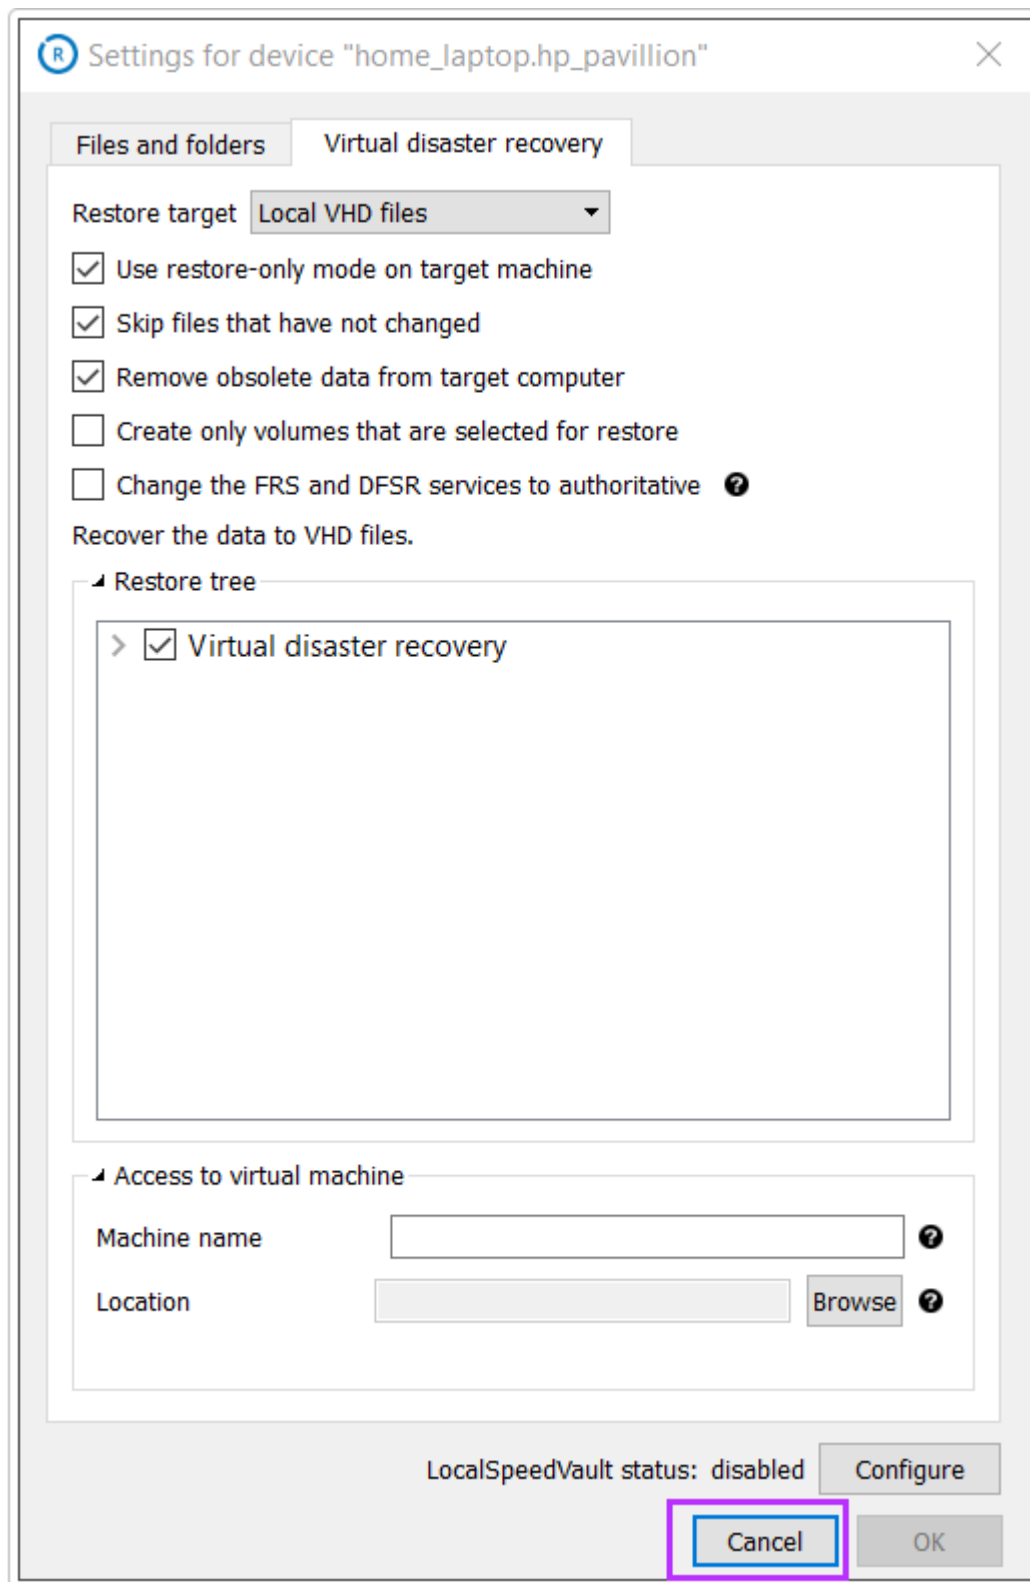 R Settings for device "home_laptop.hp_pavillion"
Files and folders Virtual disaster recovery
Restore target Local VHD files
Use restore-only mode on target machine
Skip files that have not changed
Remove obsolete data from target computer
Create only volumes that are selected for restore
Change the FRS and DFSR services to authoritative ?
Recover the data to VHD files.
Restore tree
Virtual disaster recovery
Access to virtual machine
Machine name ?
Location Browse ?
LocalSpeedVault status: disabled Configure
Cancel OK